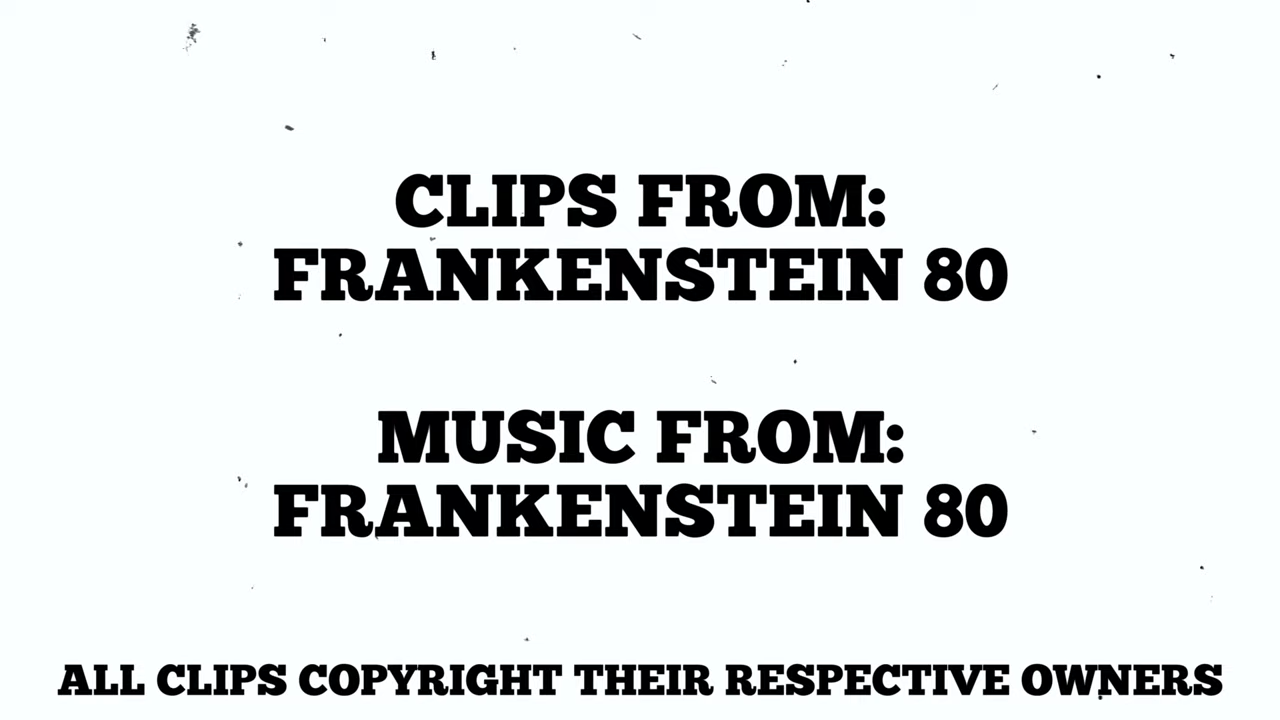 CLIPS FROM:
FRANKENSTEIN 80
MUSIC FROM:
FRANKENSTEIN 80
ALL CLIPS COPYRIGHT THEIR RESPECTIVE OWNERS